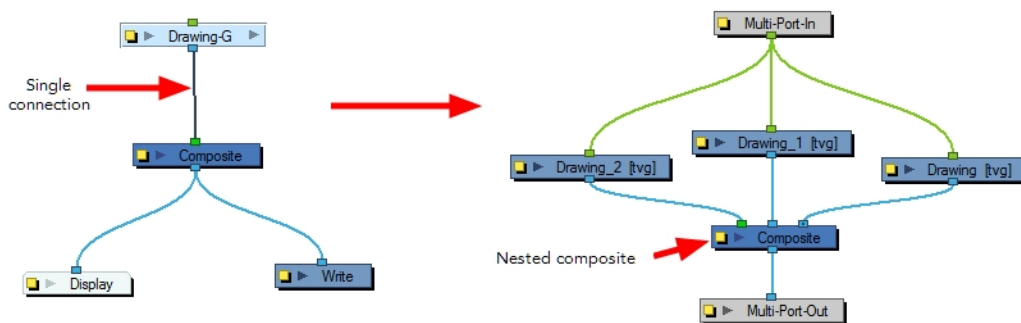 Drawing-G
Single
connection
Composite
Display
Write
Multi-Port-In
Drawing_2 [tvg]
Drawing_1 [tvg]
Drawing [tvg]
Nested composite
Composite
Multi-Port-Out